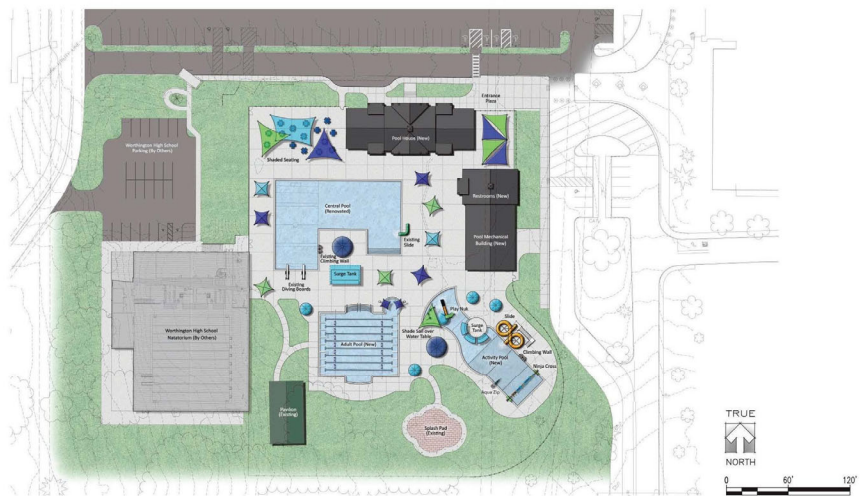 Entrance
Plaza
Worthington High School
Parking (By Others)
Pool House (New)
Shaded Seating
Restrooms (New)
Central Pool
(Renovated)
Pool Mechanical
Building (New)
Existing
Slide
Existing
Climbing Wall
Surge Tank
Existing
Diving Boards
Worthington High School
Natatorium (By Others)
Adult Pool (New)
Shade Sail over
Water Table
Play Hub
Surge
Tank
Slide
Climbing Wall
Activity Pool
(New)
Ninja Cross
Aqua Zip
Pavilion
(Existing)
Splash Pad
(Existing)
TRUE
NORTH
0 60' 120'